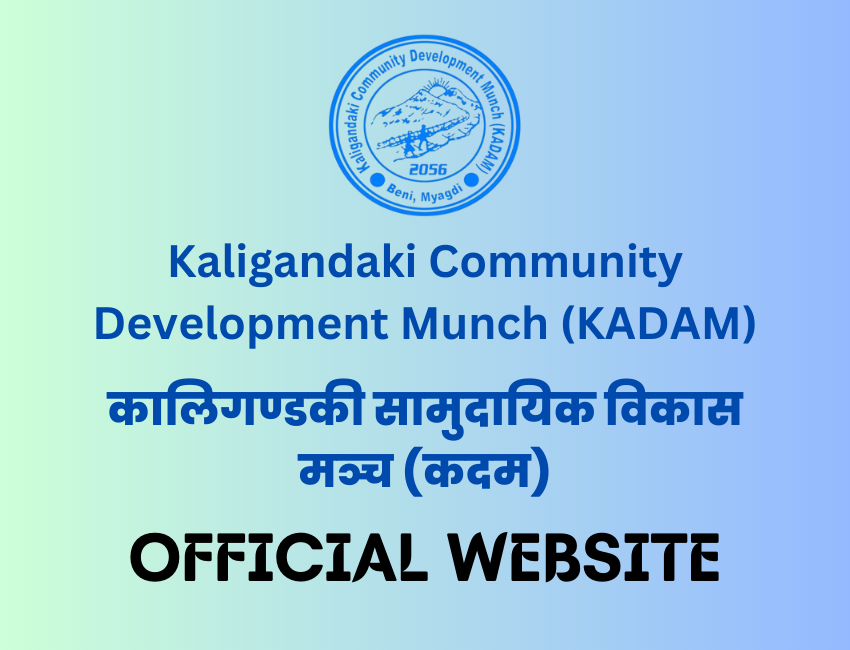 Kaligandaki Community Development Munch (KADAM)
2056
Beni, Myagdi
Kaligandaki Community
Development Munch (KADAM)
कालिगण्डकी सामुदायिक विकास
मञ्च (कदम)
OFFICIAL WEBSITE